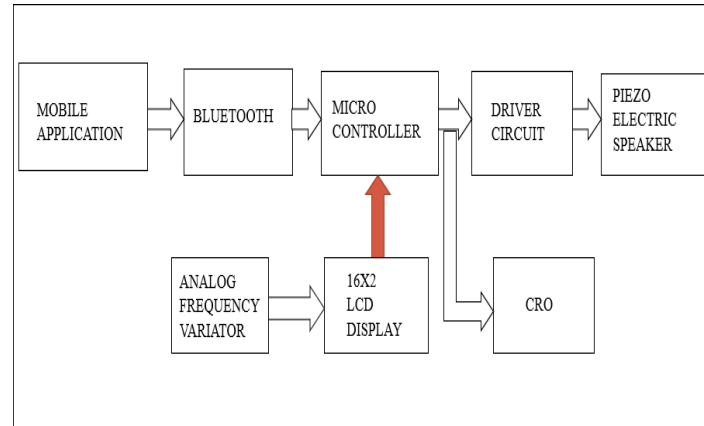 MOBILE
APPLICATION
BLUETOOTH
MICRO
CONTROLLER
DRIVER
CIRCUIT
PIEZO
ELECTRIC
SPEAKER
ANALOG
FREQUENCY
VARIATOR
16X2
LCD
DISPLAY
CRO